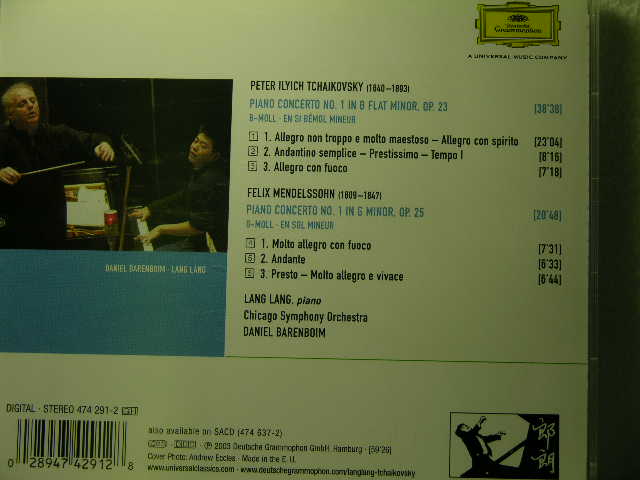 Deutsche
Grammophon
A UNIVERSAL MUSIC COMPANY
PETER ILYICH TCHAIKOVSKY (1840–1893)
PIANO CONCERTO NO. 1 IN B FLAT MINOR, OP. 23 [38'38]
B-MOLL · EN SI BÉMOL MINEUR
1 1. Allegro non troppo e molto maestoso – Allegro con spirito [23'04]
2 2. Andantino semplice – Prestissimo – Tempo I [8'16]
3 3. Allegro con fuoco [7'18]
FELIX MENDELSSOHN (1809–1847)
PIANO CONCERTO NO. 1 IN G MINOR, OP. 25 [20'48]
G-MOLL · EN SOL MINEUR
4 1. Molto allegro con fuoco [7'31]
5 2. Andante [6'33]
6 3. Presto – Molto allegro e vivace [6'44]
DANIEL BARENBOIM · LANG LANG
LANG LANG, piano
Chicago Symphony Orchestra
DANIEL BARENBOIM
DIGITAL · STEREO 474 291-2 GH
also available on SACD (474 637-2)
℗ 2003 Deutsche Grammophon GmbH, Hamburg · [59'26]
Cover Photo: Andrew Eccles · Made in the E.U.
www.universalclassics.com · www.deutschegrammophon.com/langlang-tchaikovsky
0 28947 42912 8
郎朗